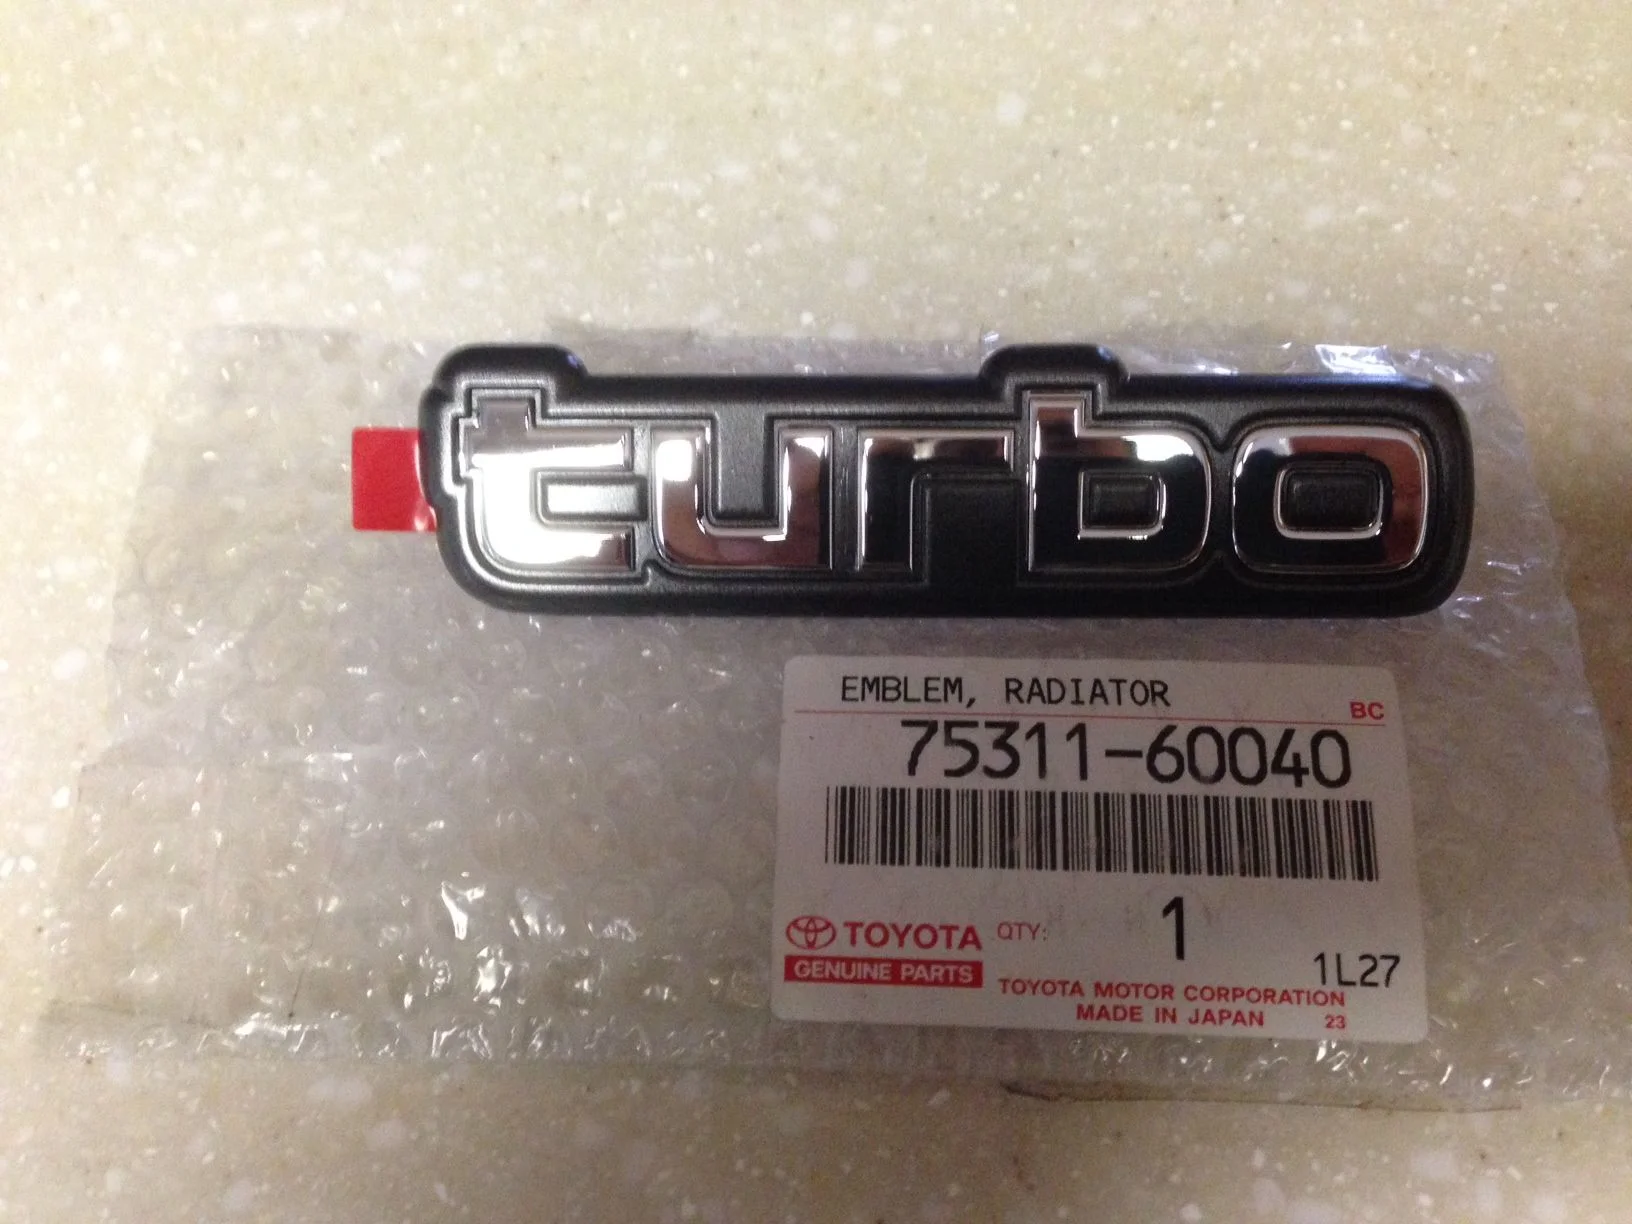 turbo
EMBLEM, RADIATOR
BC
75311-60040
TOYOTA QTY: 1
GENUINE PARTS
1L27
TOYOTA MOTOR CORPORATION
MADE IN JAPAN 23